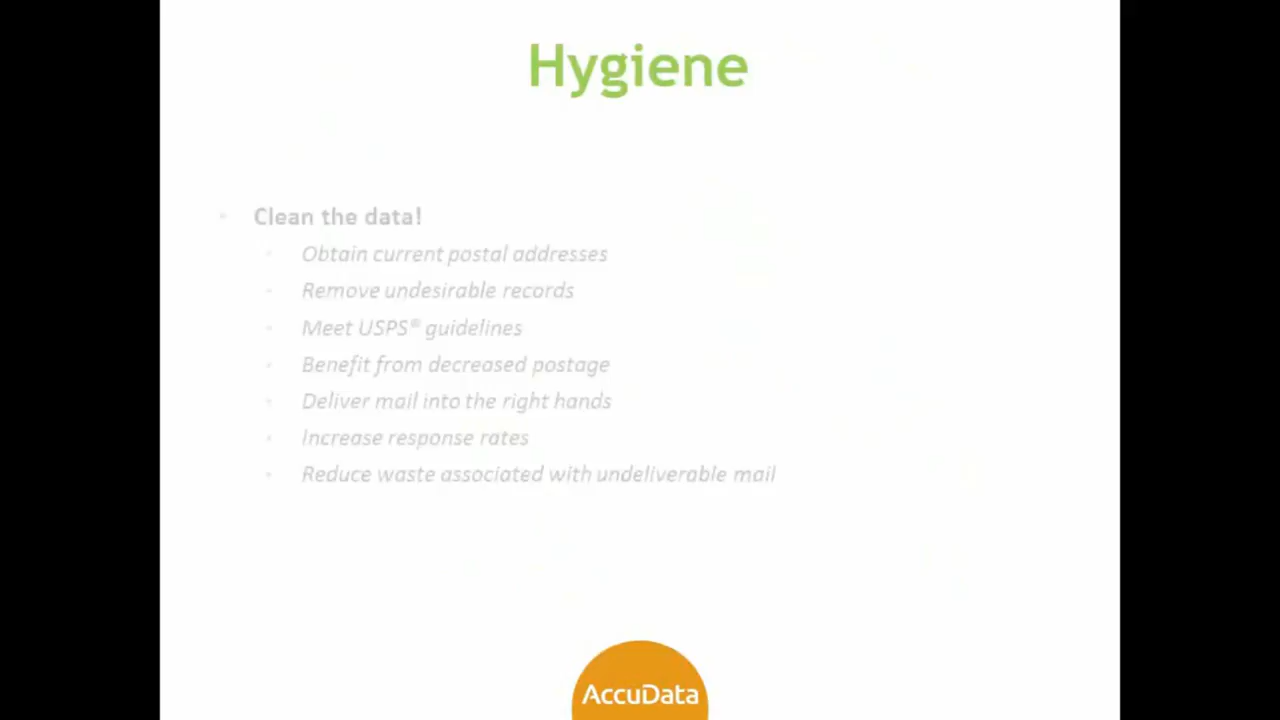 Hygiene
Clean the data!
Obtain current postal addresses
Remove undesirable records
Meet USPS® guidelines
Benefit from decreased postage
Deliver mail into the right hands
Increase response rates
Reduce waste associated with undeliverable mail
AccuData